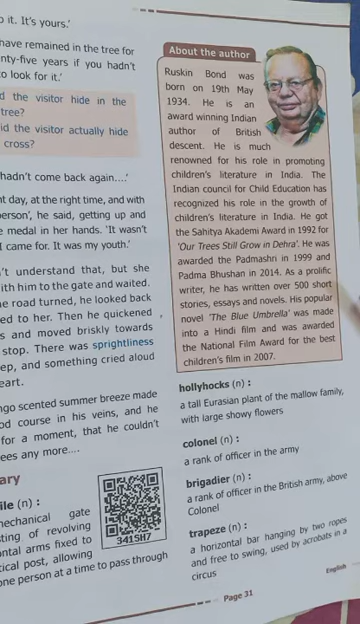 o it. It's yours.'
have remained in the tree for
nty-five years if you hadn't
to look for it.'
d the visitor hide in the
tree?
id the visitor actually hide
cross?
hadn't come back again....'
t day, at the right time, and with
erson', he said, getting up and
e medal in her hands. 'It wasn't
I came for. It was my youth.'
't understand that, but she
ith him to the gate and waited.
e road turned, he looked back
ed to her. Then he quickened
s and moved briskly towards
stop. There was sprightliness
ep, and something cried aloud
eart.
ngo scented summer breeze made
od course in his veins, and he
for a moment, that he couldn't
ees any more....
ary
ile (n) :
mechanical gate
sting of revolving
ontal arms fixed to
tical post, allowing
one person at a time to pass through
3415H7
About the author
Ruskin Bond was
born on 19th May
1934. He is an
award winning Indian
author of British
descent. He is much
renowned for his role in promoting
children's literature in India. The
Indian council for Child Education has
recognized his role in the growth of
children's literature in India. He got
the Sahitya Akademi Award in 1992 for
'Our Trees Still Grow in Dehra'. He was
awarded the Padmashri in 1999 and
Padma Bhushan in 2014. As a prolific
writer, he has written over 500 short
stories, essays and novels. His popular
novel 'The Blue Umbrella' was made
into a Hindi film and was awarded
the National Film Award for the best
children's film in 2007.
hollyhocks (n) :
a tall Eurasian plant of the mallow family,
with large showy flowers
colonel (n) :
a rank of officer in the army
brigadier (n) :
a rank of officer in the British army, above
Colonel
trapeze (n) :
a horizontal bar hanging by two ropes
and free to swing, used by acrobats in a
circus
Page 31
English